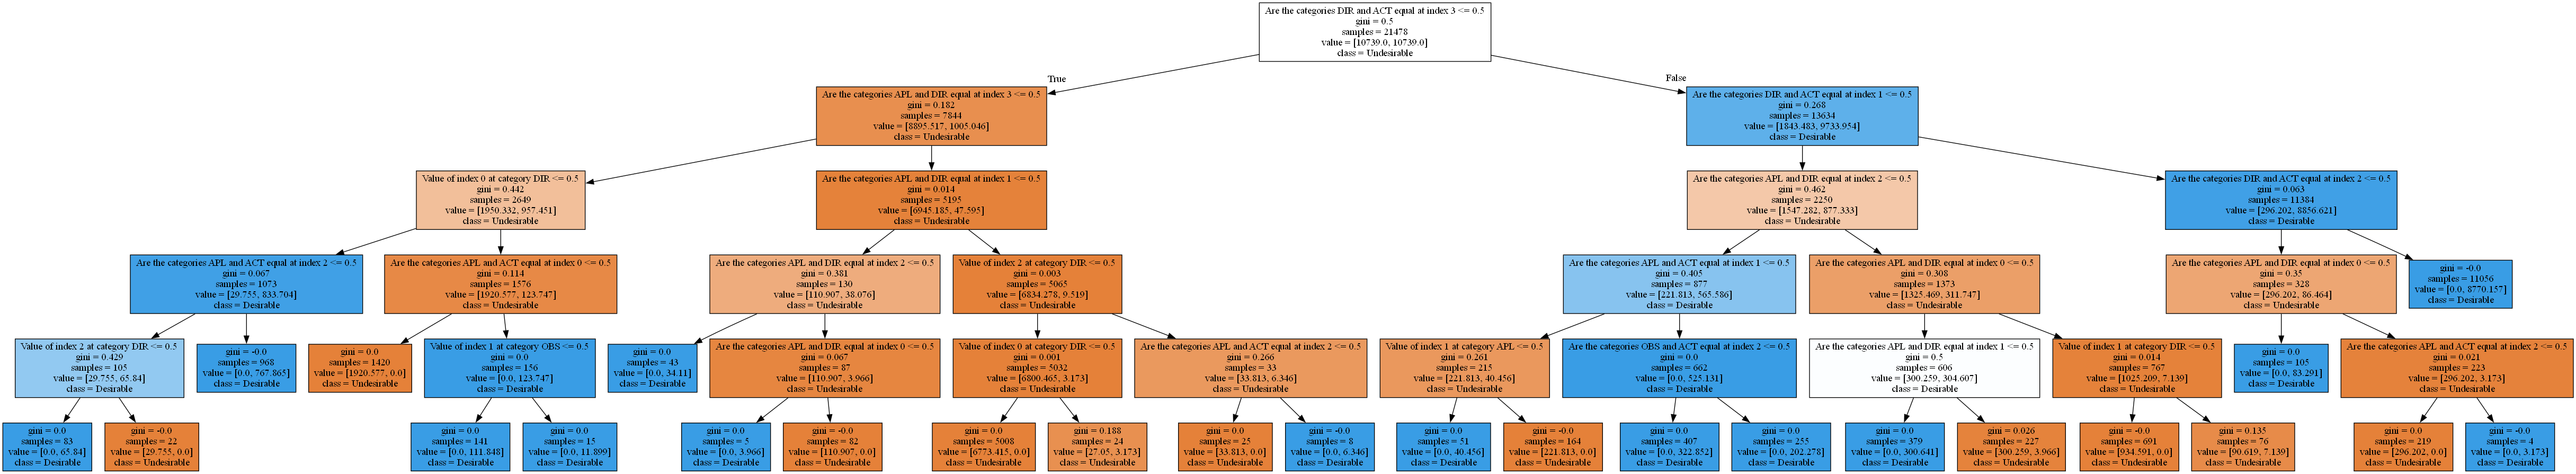 Are the categories DIR and ACT equal at index 3 <= 0.5
gini = 0.5
samples = 21478
value = [10739.0, 10739.0]
class = Undesirable
True
False
Are the categories APL and DIR equal at index 3 <= 0.5
gini = 0.182
samples = 7844
value = [8895.517, 1005.046]
class = Undesirable
Are the categories DIR and ACT equal at index 1 <= 0.5
gini = 0.268
samples = 13634
value = [1843.483, 9733.954]
class = Desirable
Value of index 0 at category DIR <= 0.5
gini = 0.442
samples = 2649
value = [1950.332, 957.451]
class = Undesirable
Are the categories APL and DIR equal at index 1 <= 0.5
gini = 0.014
samples = 5195
value = [6945.185, 47.595]
class = Undesirable
Are the categories APL and DIR equal at index 2 <= 0.5
gini = 0.462
samples = 2250
value = [1547.282, 877.333]
class = Undesirable
Are the categories DIR and ACT equal at index 2 <= 0.5
gini = 0.063
samples = 11384
value = [296.202, 8856.621]
class = Desirable
Are the categories APL and ACT equal at index 2 <= 0.5
gini = 0.067
samples = 1073
value = [29.755, 833.704]
class = Desirable
Are the categories APL and ACT equal at index 0 <= 0.5
gini = 0.114
samples = 1576
value = [1920.577, 123.747]
class = Undesirable
Are the categories APL and DIR equal at index 2 <= 0.5
gini = 0.381
samples = 130
value = [110.907, 38.076]
class = Undesirable
Value of index 2 at category DIR <= 0.5
gini = 0.003
samples = 5065
value = [6834.278, 9.519]
class = Undesirable
Are the categories APL and ACT equal at index 1 <= 0.5
gini = 0.405
samples = 877
value = [221.813, 565.586]
class = Desirable
Are the categories APL and DIR equal at index 0 <= 0.5
gini = 0.308
samples = 1373
value = [1325.469, 311.747]
class = Undesirable
Are the categories APL and DIR equal at index 0 <= 0.5
gini = 0.35
samples = 328
value = [296.202, 86.464]
class = Undesirable
gini = -0.0
samples = 11056
value = [0.0, 8770.157]
class = Desirable
Value of index 2 at category DIR <= 0.5
gini = 0.429
samples = 105
value = [29.755, 65.84]
class = Desirable
gini = -0.0
samples = 968
value = [0.0, 767.865]
class = Desirable
gini = 0.0
samples = 1420
value = [1920.577, 0.0]
class = Undesirable
Value of index 1 at category OBS <= 0.5
gini = 0.0
samples = 156
value = [0.0, 123.747]
class = Desirable
gini = 0.0
samples = 43
value = [0.0, 34.11]
class = Desirable
Are the categories APL and DIR equal at index 0 <= 0.5
gini = 0.067
samples = 87
value = [110.907, 3.966]
class = Undesirable
Value of index 0 at category DIR <= 0.5
gini = 0.001
samples = 5032
value = [6800.465, 3.173]
class = Undesirable
Are the categories APL and ACT equal at index 2 <= 0.5
gini = 0.266
samples = 33
value = [33.813, 6.346]
class = Undesirable
Value of index 1 at category APL <= 0.5
gini = 0.261
samples = 215
value = [221.813, 40.456]
class = Undesirable
Are the categories OBS and ACT equal at index 2 <= 0.5
gini = 0.0
samples = 662
value = [0.0, 525.131]
class = Desirable
Are the categories APL and DIR equal at index 1 <= 0.5
gini = 0.5
samples = 606
value = [300.259, 304.607]
class = Desirable
Value of index 1 at category DIR <= 0.5
gini = 0.014
samples = 767
value = [1025.209, 7.139]
class = Undesirable
gini = 0.0
samples = 105
value = [0.0, 83.291]
class = Desirable
Are the categories APL and ACT equal at index 2 <= 0.5
gini = 0.021
samples = 223
value = [296.202, 3.173]
class = Undesirable
gini = 0.0
samples = 83
value = [0.0, 65.84]
class = Desirable
gini = -0.0
samples = 22
value = [29.755, 0.0]
class = Undesirable
gini = 0.0
samples = 141
value = [0.0, 111.848]
class = Desirable
gini = 0.0
samples = 15
value = [0.0, 11.899]
class = Desirable
gini = 0.0
samples = 5
value = [0.0, 3.966]
class = Desirable
gini = -0.0
samples = 82
value = [110.907, 0.0]
class = Undesirable
gini = 0.0
samples = 5008
value = [6773.415, 0.0]
class = Undesirable
gini = 0.188
samples = 24
value = [27.05, 3.173]
class = Undesirable
gini = 0.0
samples = 25
value = [33.813, 0.0]
class = Undesirable
gini = -0.0
samples = 8
value = [0.0, 6.346]
class = Desirable
gini = 0.0
samples = 51
value = [0.0, 40.456]
class = Desirable
gini = -0.0
samples = 164
value = [221.813, 0.0]
class = Undesirable
gini = 0.0
samples = 407
value = [0.0, 322.852]
class = Desirable
gini = 0.0
samples = 255
value = [0.0, 202.278]
class = Desirable
gini = 0.0
samples = 379
value = [0.0, 300.641]
class = Desirable
gini = 0.026
samples = 227
value = [300.259, 3.966]
class = Undesirable
gini = -0.0
samples = 691
value = [934.591, 0.0]
class = Undesirable
gini = 0.135
samples = 76
value = [90.619, 7.139]
class = Undesirable
gini = 0.0
samples = 219
value = [296.202, 0.0]
class = Undesirable
gini = -0.0
samples = 4
value = [0.0, 3.173]
class = Desirable